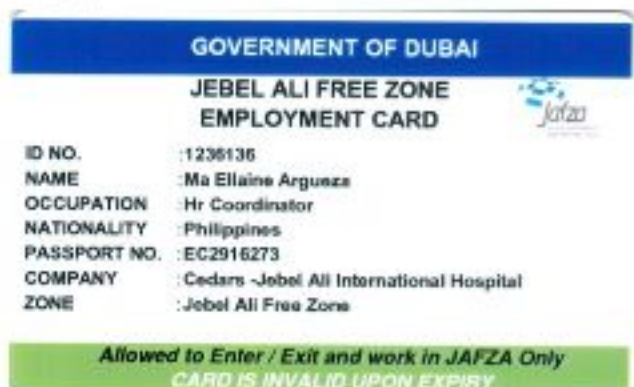 GOVERNMENT OF DUBAI
JEBEL ALI FREE ZONE
EMPLOYMENT CARD
Jafza
ID NO. :1236136
NAME :Ma Ellaine Argueza
OCCUPATION :Hr Coordinator
NATIONALITY :Philippines
PASSPORT NO. :EC2916273
COMPANY :Cedars -Jebel Ali International Hospital
ZONE :Jebel Ali Free Zone
Allowed to Enter / Exit and work in JAFZA Only
CARD IS INVALID UPON EXPIRY